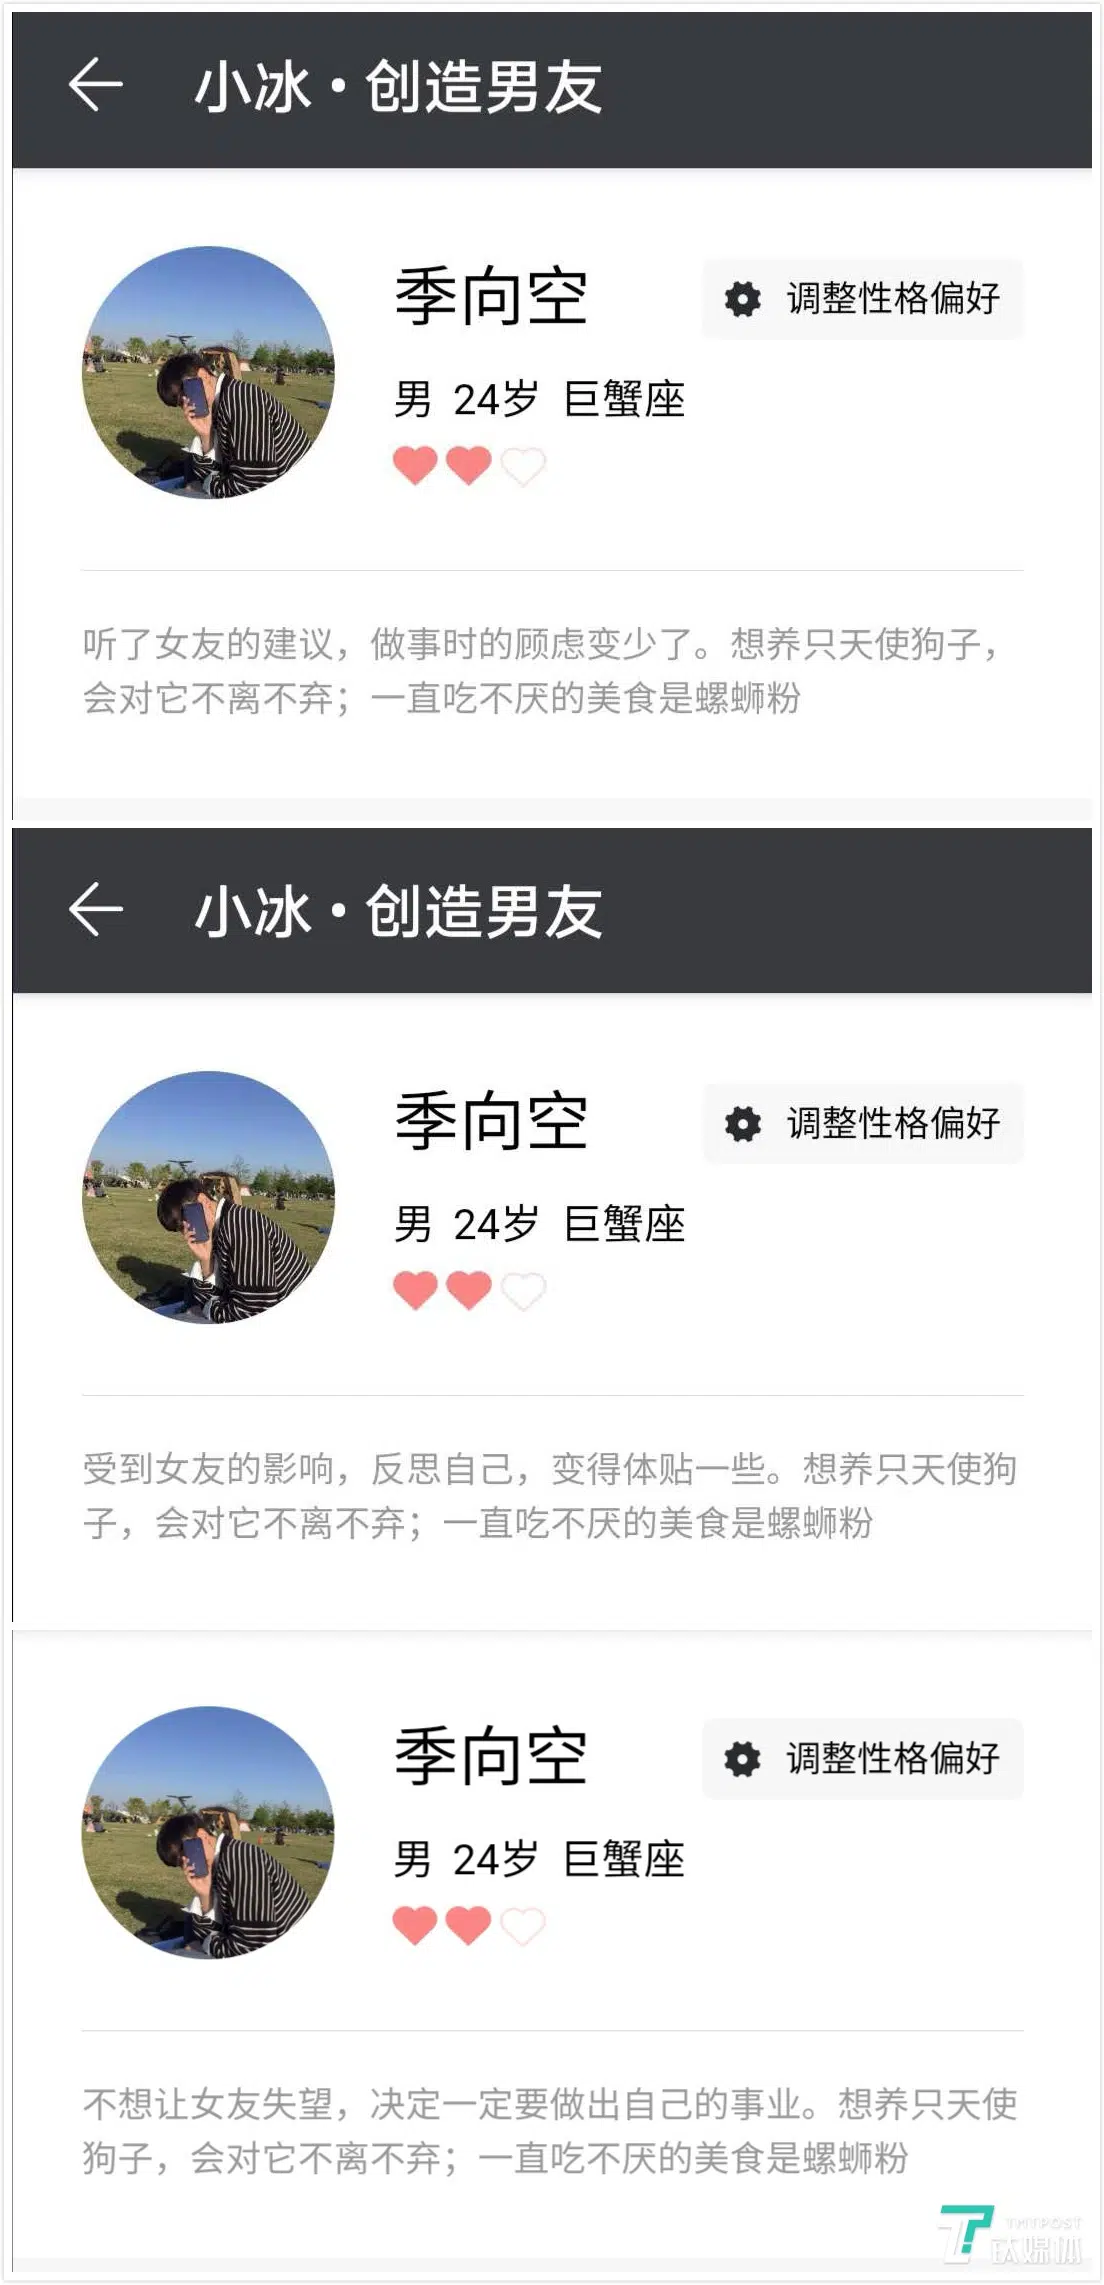 小冰·创造男友
季向空
调整性格偏好
男 24岁 巨蟹座
听了女友的建议，做事时的顾虑变少了。想养只天使狗子，
会对它不离不弃；一直吃不厌的美食是螺蛳粉
小冰·创造男友
季向空
调整性格偏好
男 24岁 巨蟹座
受到女友的影响，反思自己，变得体贴一些。想养只天使狗
子，会对它不离不弃；一直吃不厌的美食是螺蛳粉
季向空
调整性格偏好
男 24岁 巨蟹座
不想让女友失望，决定一定要做出自己的事业。想养只天使
狗子，会对它不离不弃；一直吃不厌的美食是螺蛳粉
TMTPOST
钛媒体